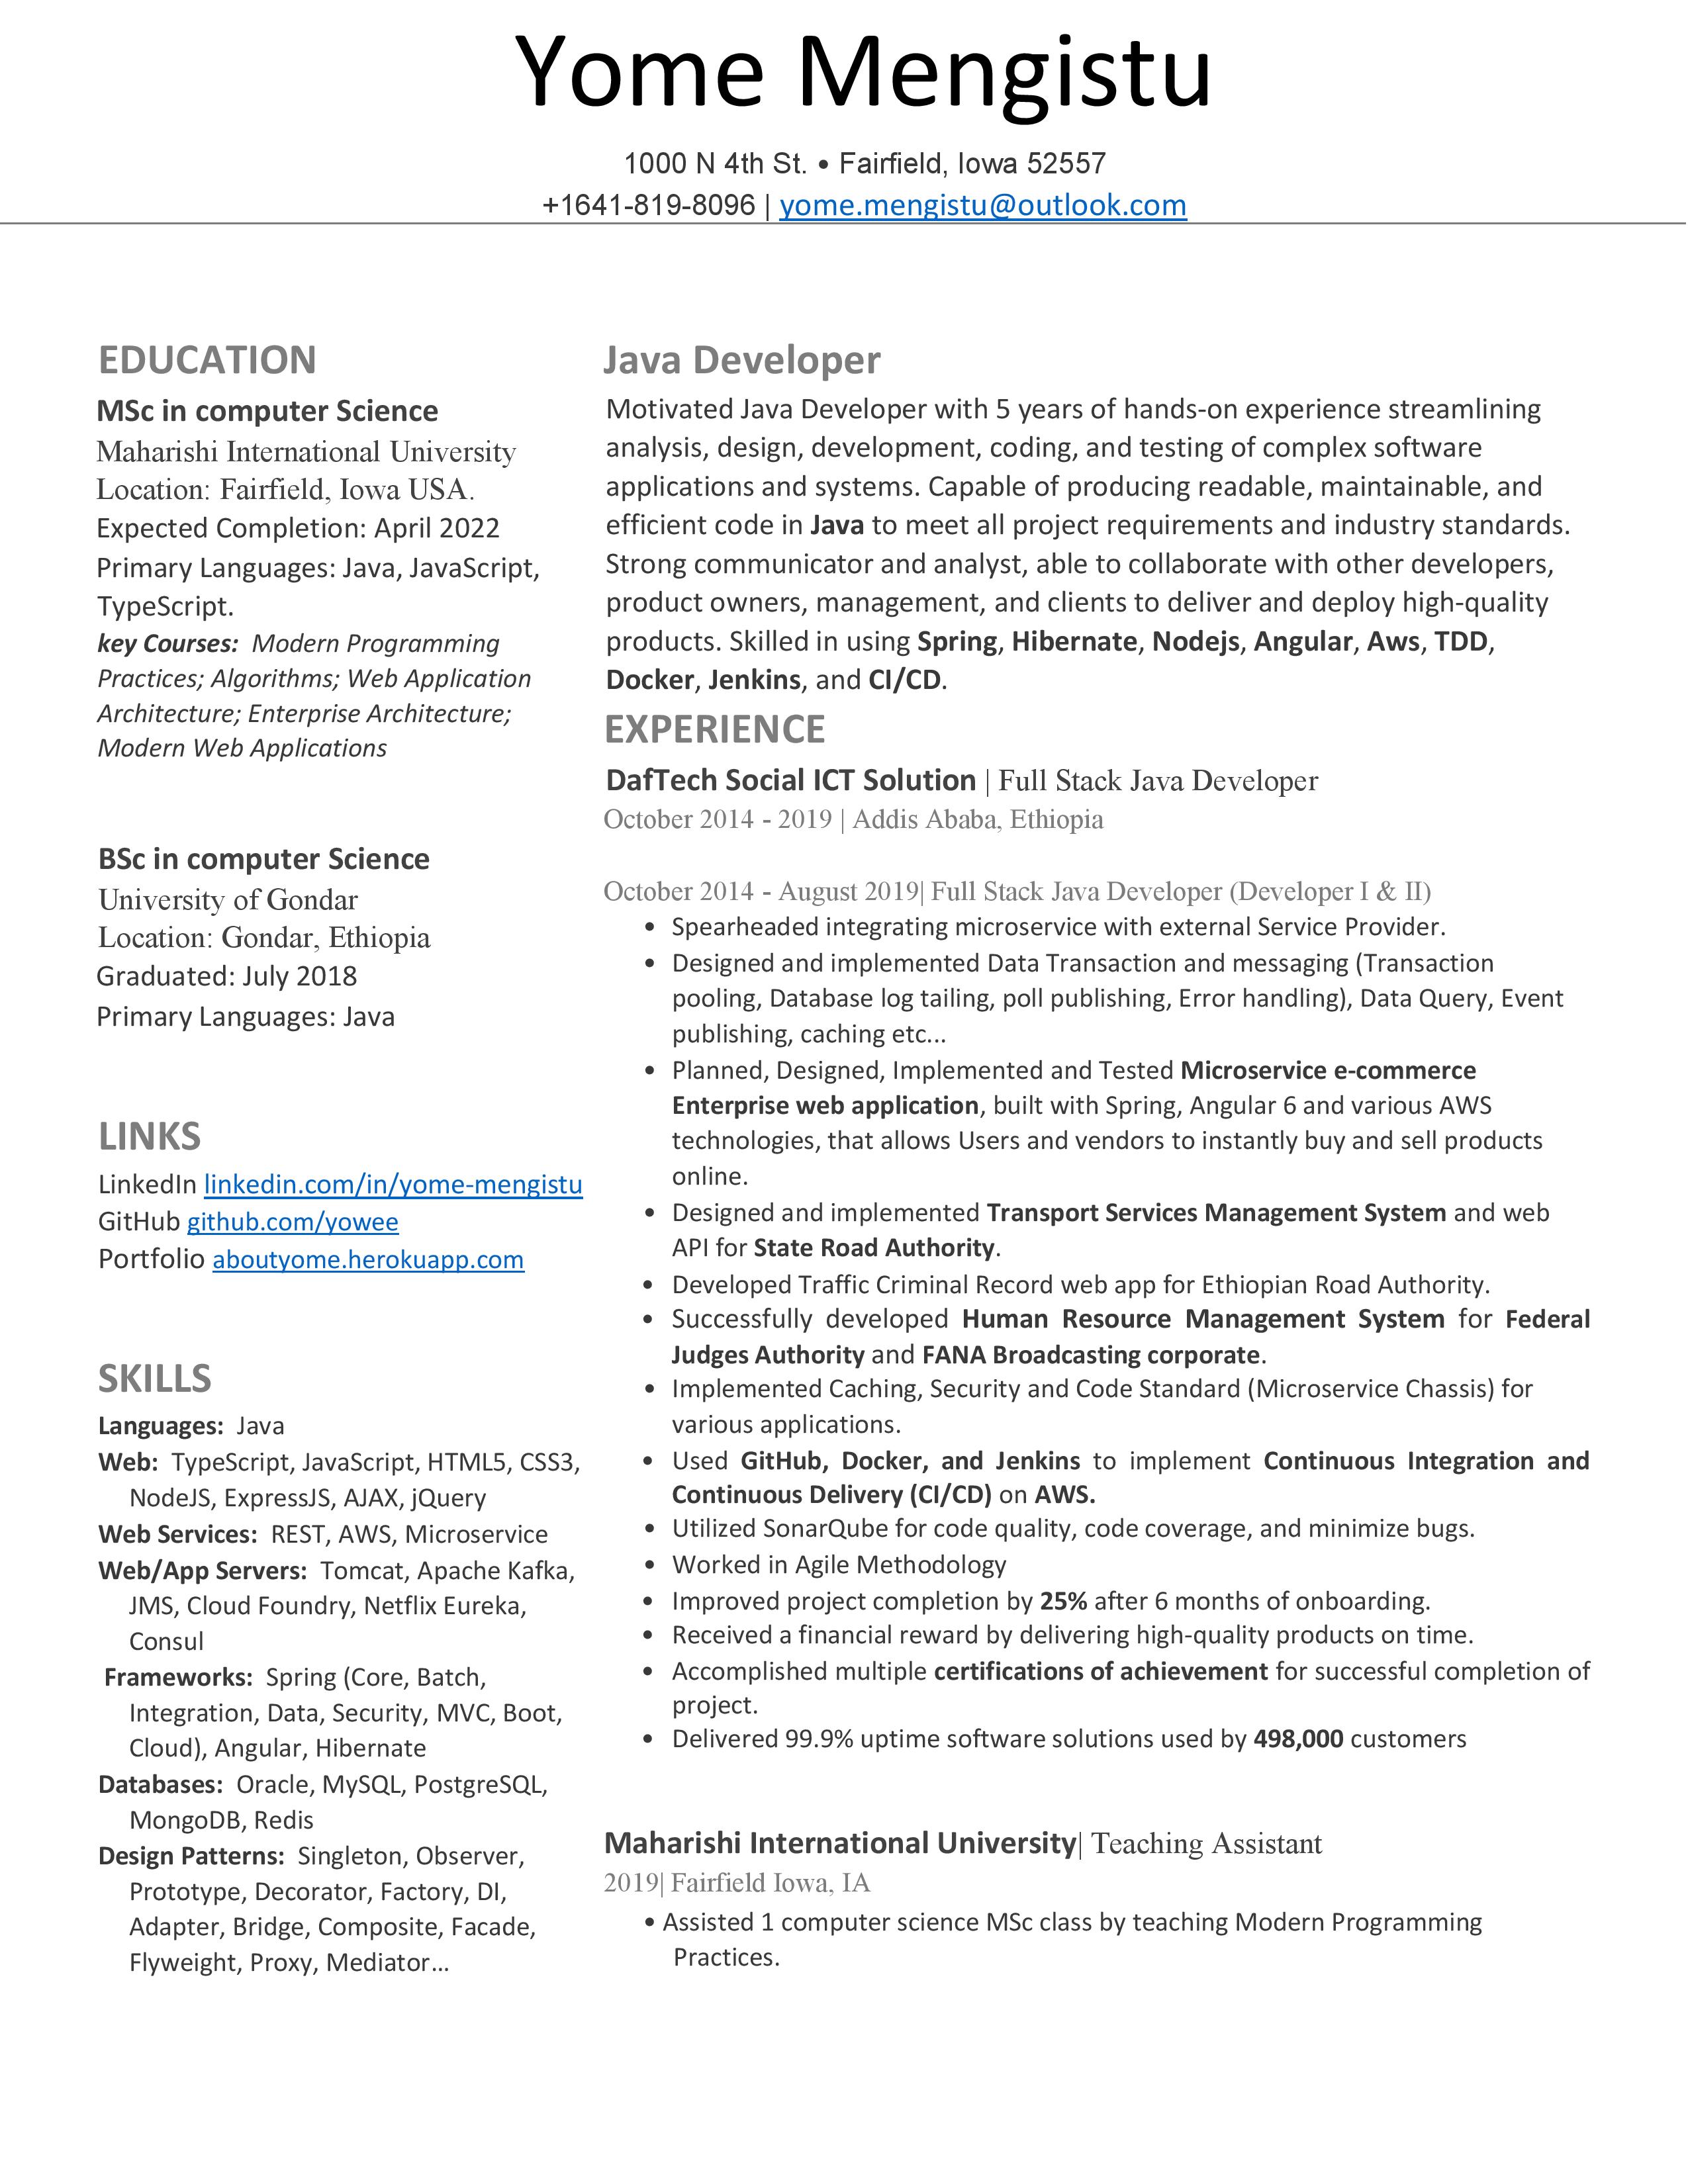 Yome Mengistu
1000 N 4th St. • Fairfield, Iowa 52557
+1641-819-8096 | yome.mengistu@outlook.com
EDUCATION
MSc in computer Science
Maharishi International University
Location: Fairfield, Iowa USA.
Expected Completion: April 2022
Primary Languages: Java, JavaScript,
TypeScript.
key Courses: Modern Programming
Practices; Algorithms; Web Application
Architecture; Enterprise Architecture;
Modern Web Applications
BSc in computer Science
University of Gondar
Location: Gondar, Ethiopia
Graduated: July 2018
Primary Languages: Java
LINKS
LinkedIn linkedin.com/in/yome-mengistu
GitHub github.com/yowee
Portfolio aboutyome.herokuapp.com
SKILLS
Languages: Java
Web: TypeScript, JavaScript, HTML5, CSS3,
NodeJS, ExpressJS, AJAX, jQuery
Web Services: REST, AWS, Microservice
Web/App Servers: Tomcat, Apache Kafka,
JMS, Cloud Foundry, Netflix Eureka,
Consul
Frameworks: Spring (Core, Batch,
Integration, Data, Security, MVC, Boot,
Cloud), Angular, Hibernate
Databases: Oracle, MySQL, PostgreSQL,
MongoDB, Redis
Design Patterns: Singleton, Observer,
Prototype, Decorator, Factory, DI,
Adapter, Bridge, Composite, Facade,
Flyweight, Proxy, Mediator…
Java Developer
Motivated Java Developer with 5 years of hands-on experience streamlining
analysis, design, development, coding, and testing of complex software
applications and systems. Capable of producing readable, maintainable, and
efficient code in Java to meet all project requirements and industry standards.
Strong communicator and analyst, able to collaborate with other developers,
product owners, management, and clients to deliver and deploy high-quality
products. Skilled in using Spring, Hibernate, Nodejs, Angular, Aws, TDD,
Docker, Jenkins, and CI/CD.
EXPERIENCE
DafTech Social ICT Solution | Full Stack Java Developer
October 2014 - 2019 | Addis Ababa, Ethiopia
October 2014 - August 2019| Full Stack Java Developer (Developer I & II)
• Spearheaded integrating microservice with external Service Provider.
• Designed and implemented Data Transaction and messaging (Transaction
pooling, Database log tailing, poll publishing, Error handling), Data Query, Event
publishing, caching etc...
• Planned, Designed, Implemented and Tested Microservice e-commerce
Enterprise web application, built with Spring, Angular 6 and various AWS
technologies, that allows Users and vendors to instantly buy and sell products
online.
• Designed and implemented Transport Services Management System and web
API for State Road Authority.
• Developed Traffic Criminal Record web app for Ethiopian Road Authority.
• Successfully developed Human Resource Management System for Federal
Judges Authority and FANA Broadcasting corporate.
• Implemented Caching, Security and Code Standard (Microservice Chassis) for
various applications.
• Used GitHub, Docker, and Jenkins to implement Continuous Integration and
Continuous Delivery (CI/CD) on AWS.
• Utilized SonarQube for code quality, code coverage, and minimize bugs.
• Worked in Agile Methodology
• Improved project completion by 25% after 6 months of onboarding.
• Received a financial reward by delivering high-quality products on time.
• Accomplished multiple certifications of achievement for successful completion of
project.
• Delivered 99.9% uptime software solutions used by 498,000 customers
Maharishi International University| Teaching Assistant
2019| Fairfield Iowa, IA
• Assisted 1 computer science MSc class by teaching Modern Programming
Practices.